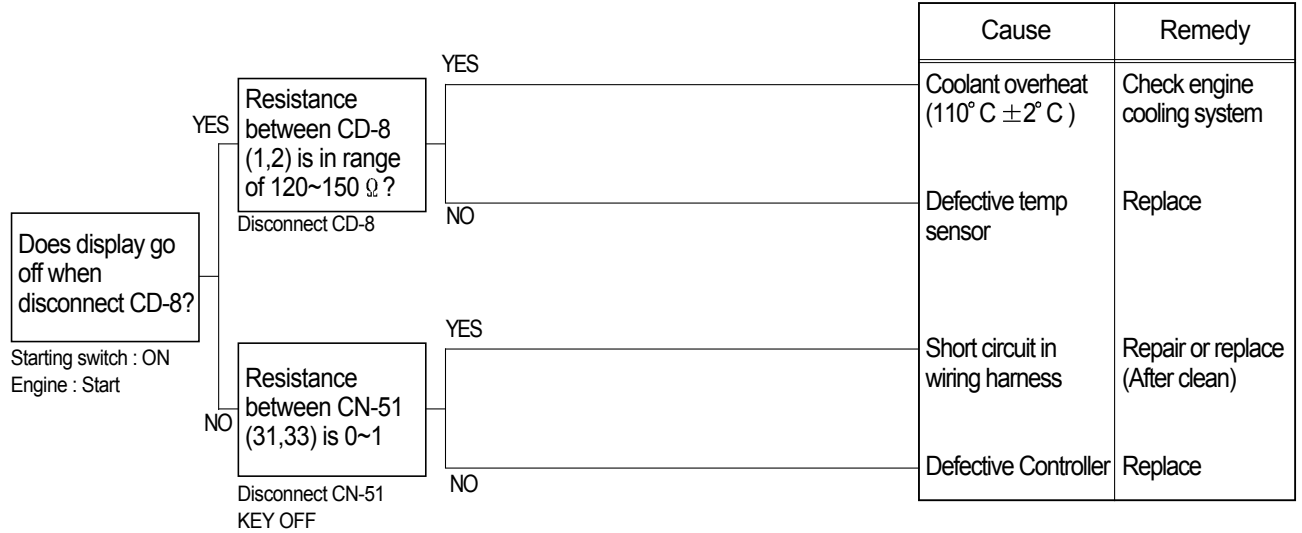 Does display go
off when
disconnect CD-8?
Starting switch : ON
Engine : Start
YES
Resistance
between CD-8
(1,2) is in range
of 120~150 Ω ?
Disconnect CD-8
YES
NO
NO
Resistance
between CN-51
(31,33) is 0~1
Disconnect CN-51
KEY OFF
YES
NO
Cause
Remedy
Coolant overheat
(110˚ C ±2˚ C )
Check engine
cooling system
Defective temp
sensor
Replace
Short circuit in
wiring harness
Repair or replace
(After clean)
Defective Controller
Replace